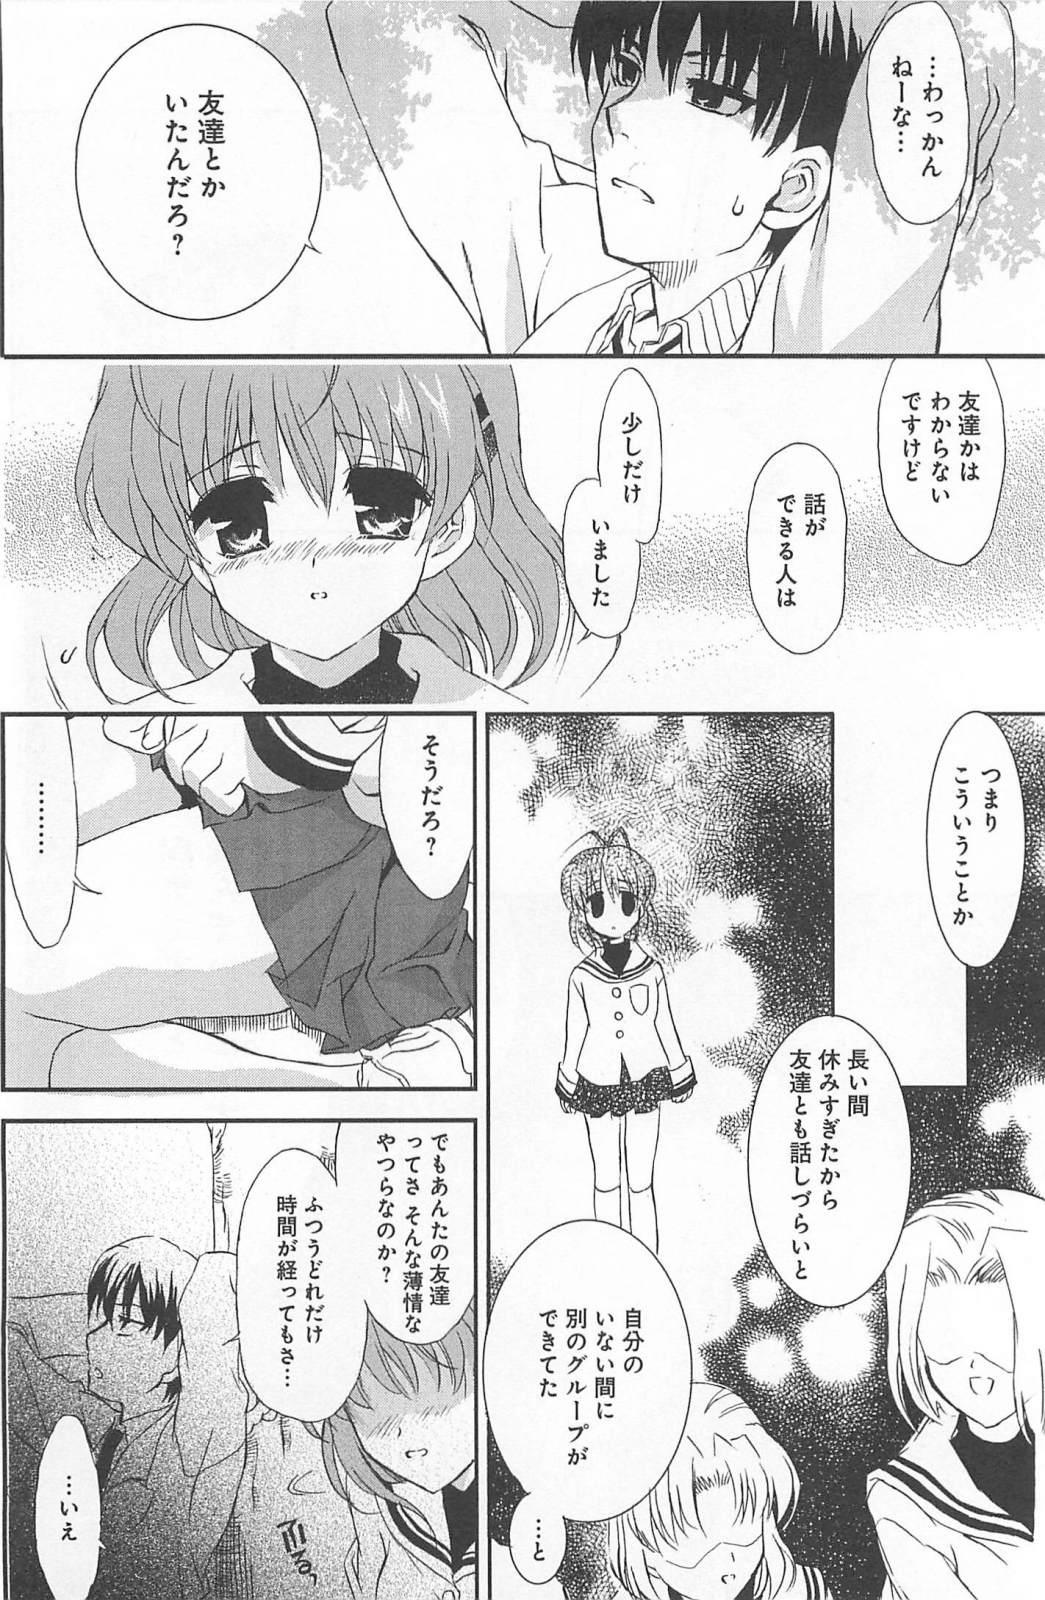 …わっかん
ねーな…
友達とか
いたんだろ?
友達かは
わからない
ですけど
話が
できる人は
少しだけ
いました
つまり
こういうことか
長い間
休みすぎたから
友達とも話しづらいと
自分の
いない間に
別のグループが
できてた
…と
そうだろ?
………
でもあんたの友達
ってさ そんな薄情な
やつらなのか?
ふつうどれだけ
時間が経ってもさ…
…いえ